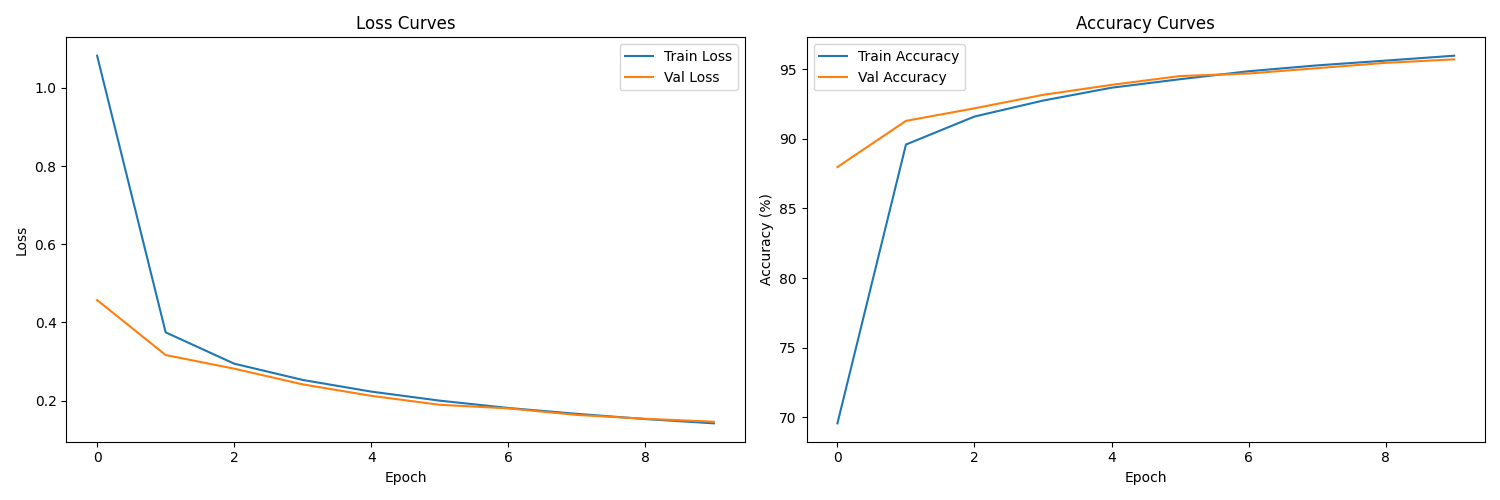 Loss Curves
Train Loss
Val Loss
1.0
0.8
0.6
0.4
0.2
Loss
0 2 4 6 8
Epoch
Accuracy Curves
Train Accuracy
Val Accuracy
95
90
85
80
75
70
Accuracy (%)
0 2 4 6 8
Epoch